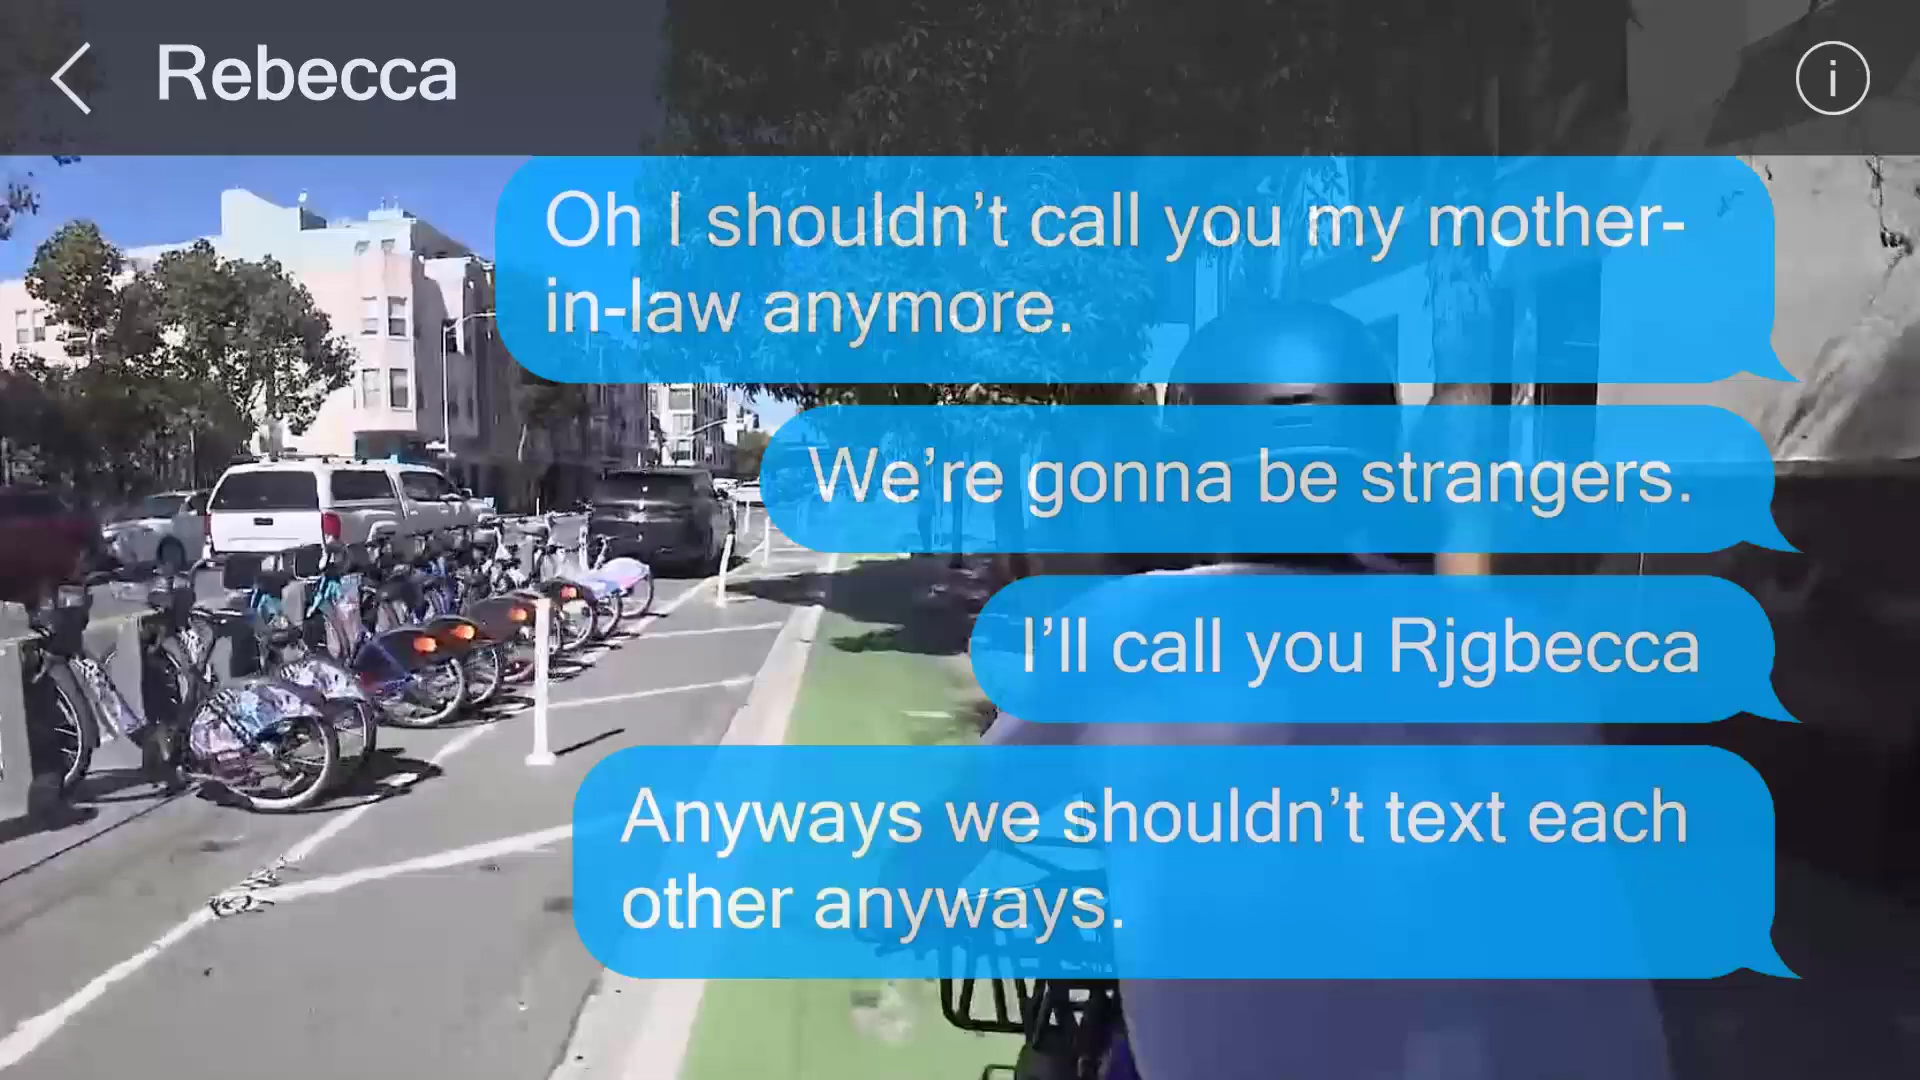 Rebecca
Oh I shouldn’t call you my mother-
in-law anymore.
We’re gonna be strangers.
I’ll call you Rjgbecca
Anyways we shouldn’t text each
other anyways.